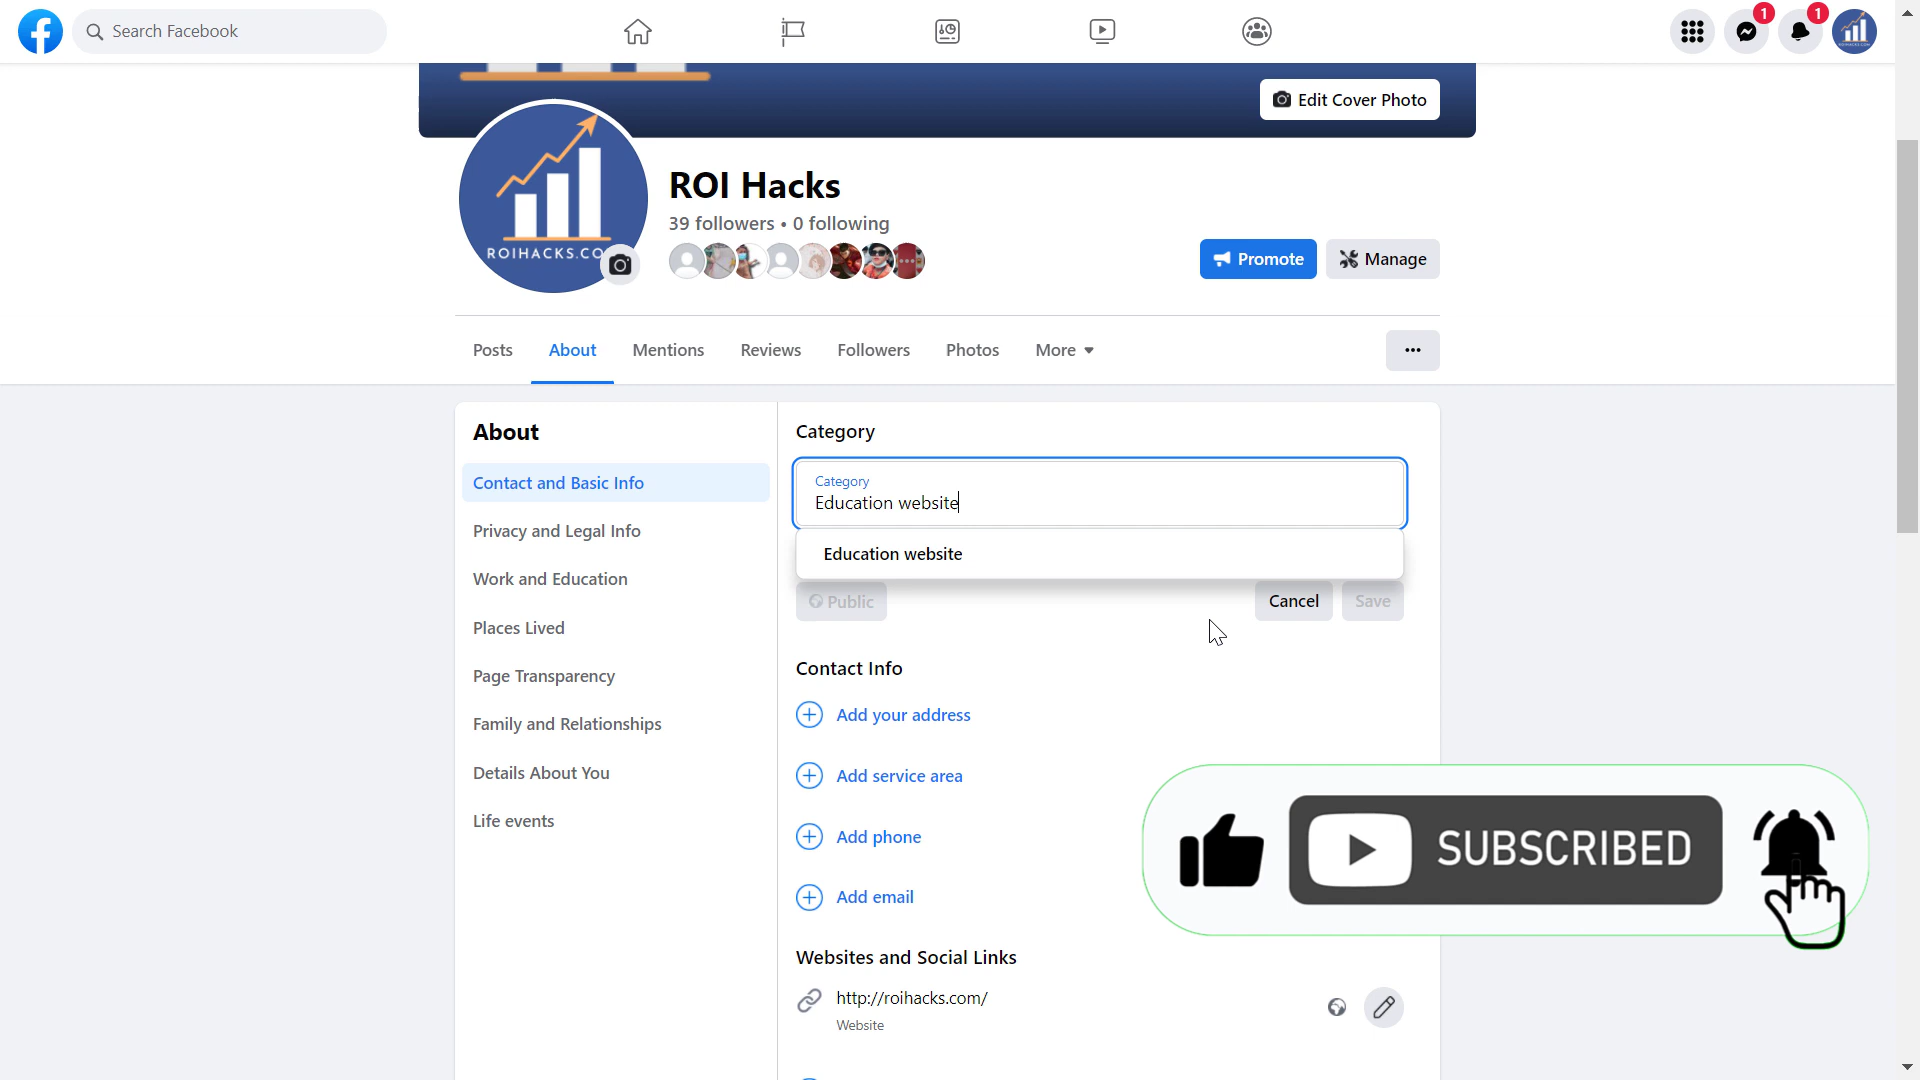 Search Facebook
1
1
Edit Cover Photo
ROIHACKS.CO
ROI Hacks
39 followers • 0 following
Promote
Manage
Posts
About
Mentions
Reviews
Followers
Photos
More
About
Contact and Basic Info
Privacy and Legal Info
Work and Education
Places Lived
Page Transparency
Family and Relationships
Details About You
Life events
Category
Category
Education website
Education website
Public
Cancel
Save
Contact Info
Add your address
Add service area
Add phone
Add email
SUBSCRIBED
Websites and Social Links
http://roihacks.com/
Website